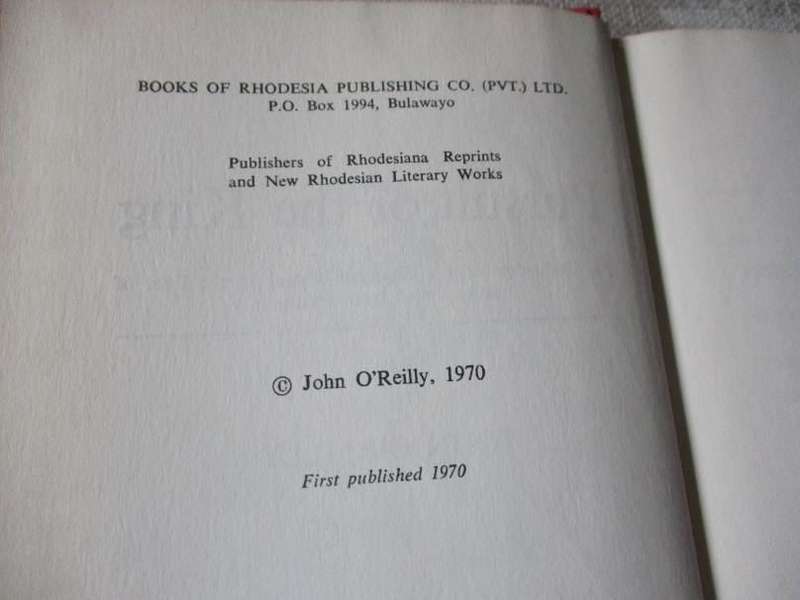 BOOKS OF RHODESIA PUBLISHING CO. (PVT.) LTD.
P.O. Box 1994, Bulawayo
Publishers of Rhodesiana Reprints
and New Rhodesian Literary Works
© John O'Reilly, 1970
First published 1970